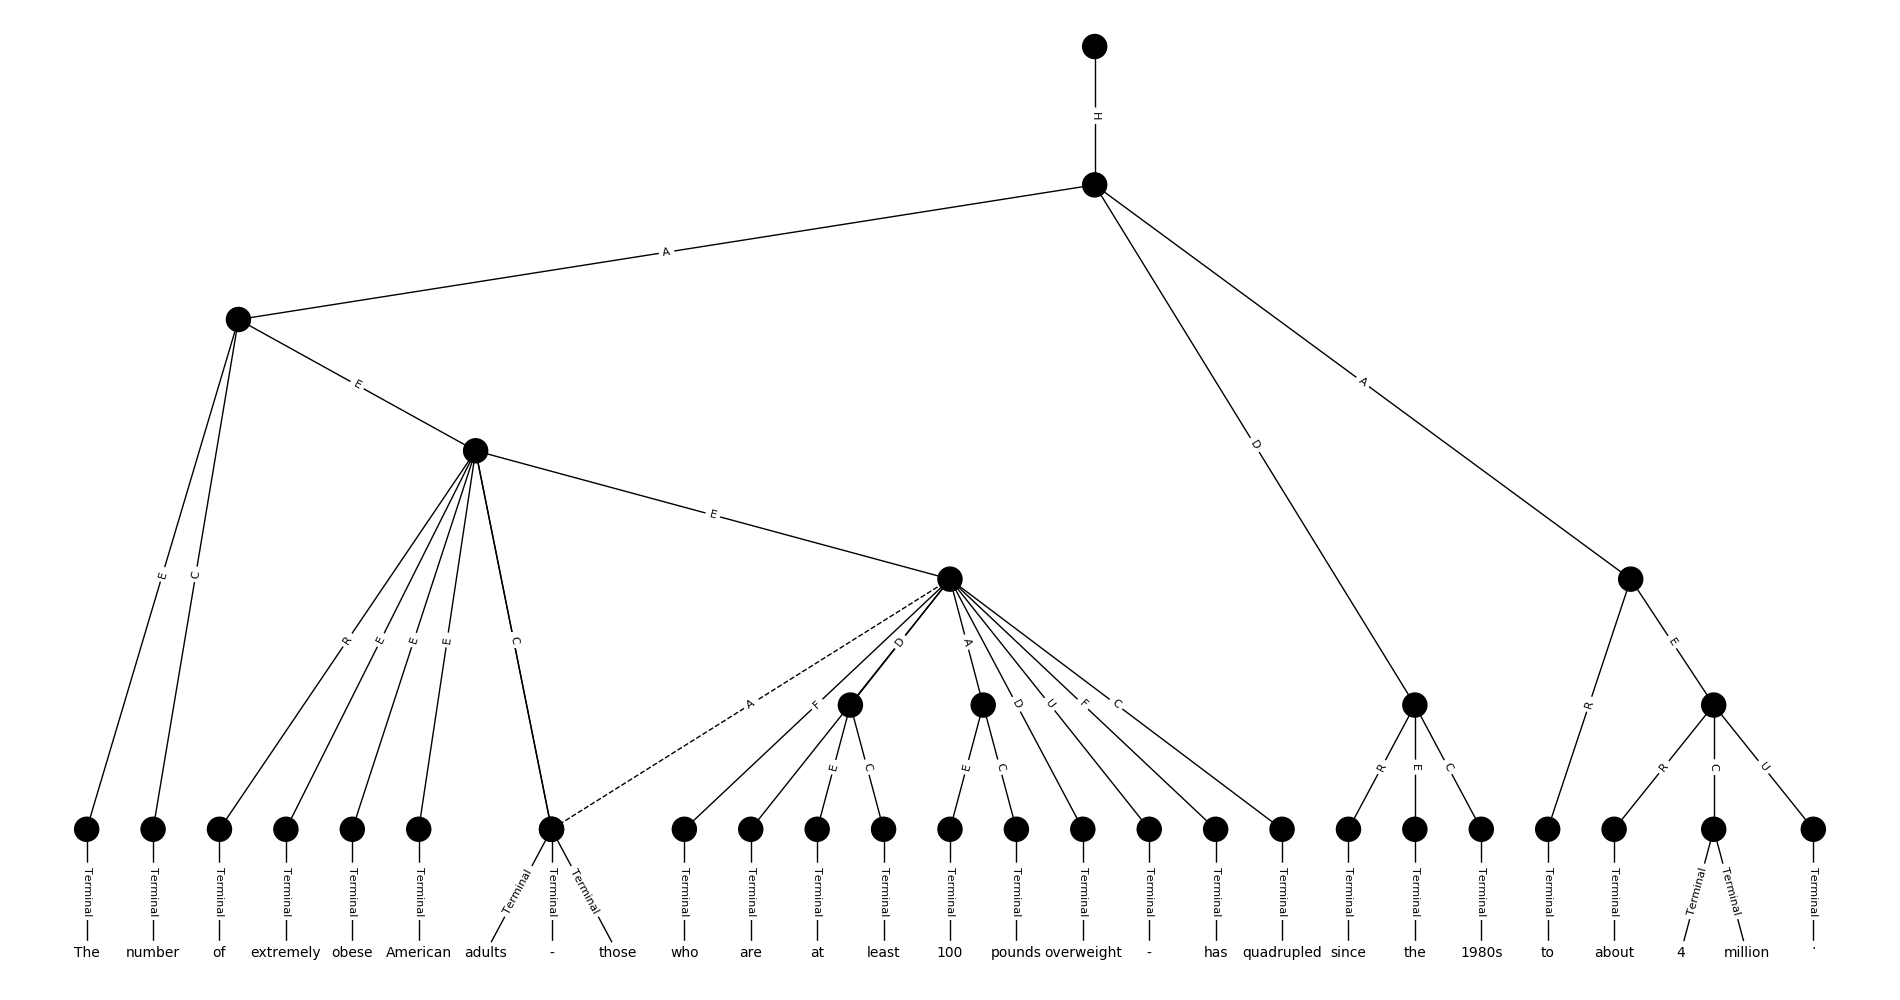 H
A
E
A
D
E
E
C
R
E
E
E
C
D
A
E
A
F
D
U
F
C
R
E
C
E
C
R
E
C
R
C
U
Terminal Terminal Terminal Terminal Terminal Terminal Terminal Terminal Terminal Terminal Terminal Terminal Terminal Terminal Terminal Terminal Terminal Terminal Terminal Terminal Terminal Terminal Terminal Terminal Terminal Terminal Terminal
The number of extremely obese American adults - those who are at least 100 pounds overweight - has quadrupled since the 1980s to about 4 million .